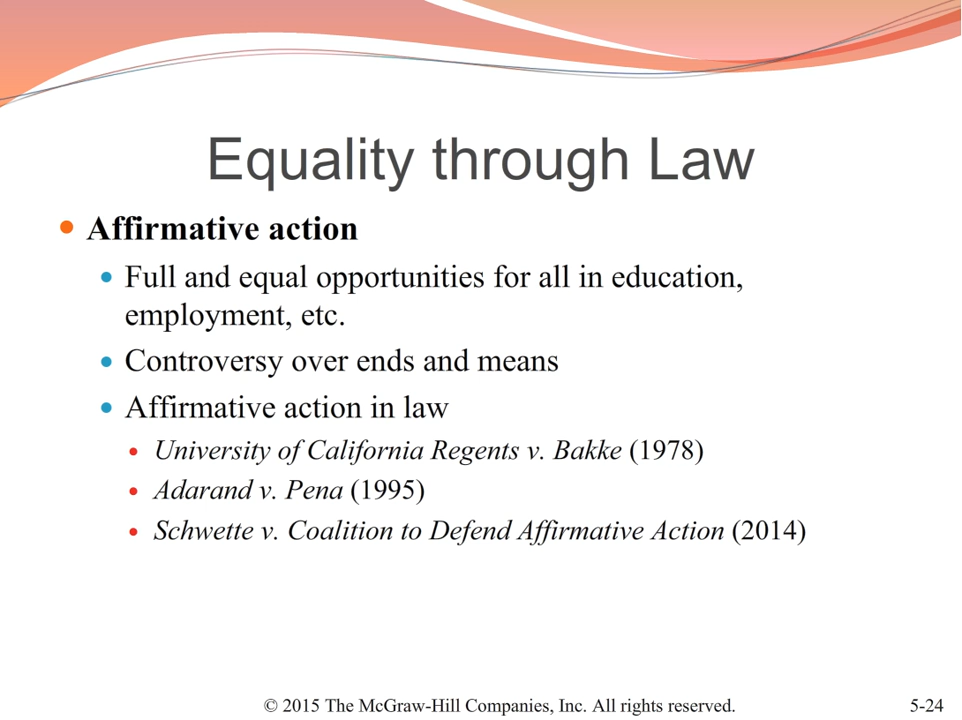 Equality through Law
Affirmative action
Full and equal opportunities for all in education,
employment, etc.
Controversy over ends and means
Affirmative action in law
University of California Regents v. Bakke (1978)
Adarand v. Pena (1995)
Schwette v. Coalition to Defend Affirmative Action (2014)
© 2015 The McGraw-Hill Companies, Inc. All rights reserved.
5-24